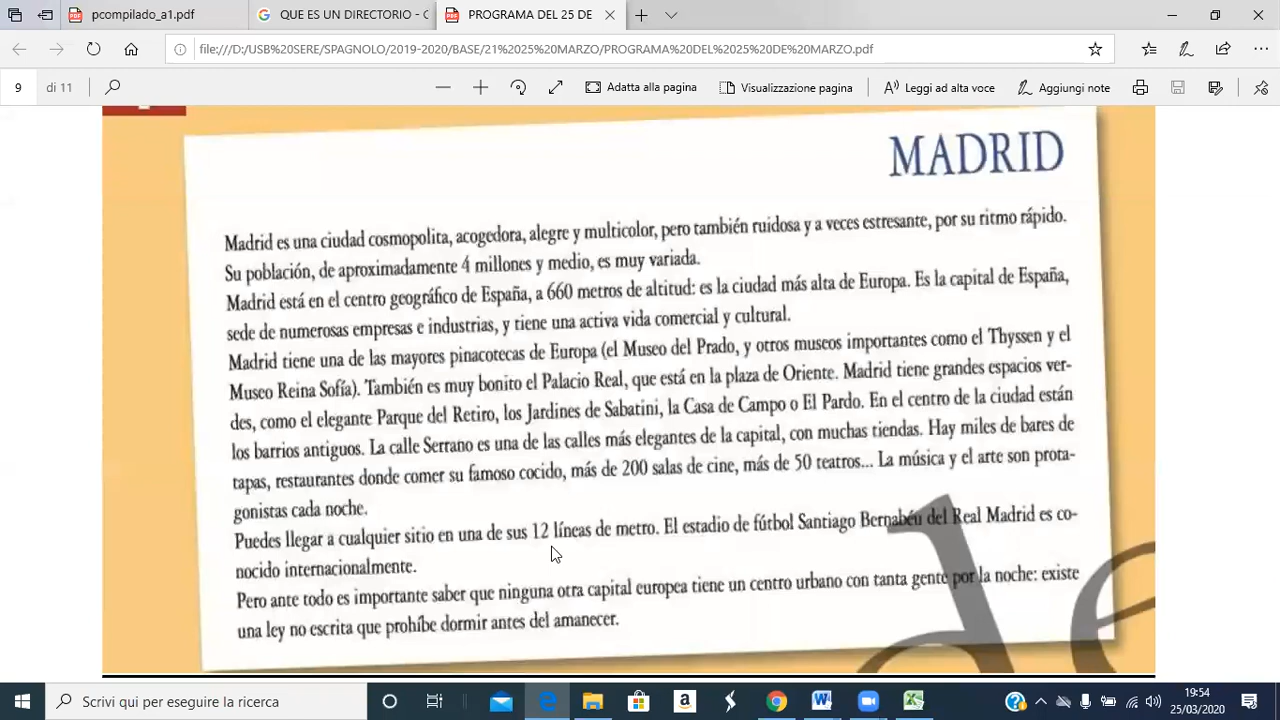 pcompilado_a1.pdf
QUE ES UN DIRECTORIO - C
PROGRAMA DEL 25 DE
file:///D:/USB%20SERE/SPAGNOLO/2019-2020/BASE/21%2025%20MARZO/PROGRAMA%20DEL%2025%20DE%20MARZO.pdf
9 di 11 Adatta alla pagina Visualizzazione pagina Leggi ad alta voce Aggiungi note
MADRID
Madrid es una ciudad cosmopolita, acogedora, alegre y multicolor, pero también ruidosa y a veces estresante, por su ritmo rápido.
Su población, de aproximadamente 4 millones y medio, es muy variada.
Madrid está en el centro geográfico de España, a 660 metros de altitud: es la ciudad más alta de Europa. Es la capital de España,
sede de numerosas empresas e industrias, y tiene una activa vida comercial y cultural.
Madrid tiene una de las mayores pinacotecas de Europa (el Museo del Prado, y otros museos importantes como el Thyssen y el
Museo Reina Sofía). También es muy bonito el Palacio Real, que está en la plaza de Oriente. Madrid tiene grandes espacios ver-
des, como el elegante Parque del Retiro, los Jardines de Sabatini, la Casa de Campo o El Pardo. En el centro de la ciudad están
los barrios antiguos. La calle Serrano es una de las calles más elegantes de la capital, con muchas tiendas. Hay miles de bares de
tapas, restaurantes donde comer su famoso cocido, más de 200 salas de cine, más de 50 teatros... La música y el arte son prota-
gonistas cada noche.
Puedes llegar a cualquier sitio en una de sus 12 líneas de metro. El estadio de fútbol Santiago Bernabéu del Real Madrid es co-
nocido internacionalmente.
Pero ante todo es importante saber que ninguna otra capital europea tiene un centro urbano con tanta gente por la noche: existe
una ley no escrita que prohíbe dormir antes del amanecer.
de
Scrivi qui per eseguire la ricerca
19:54
25/03/2020